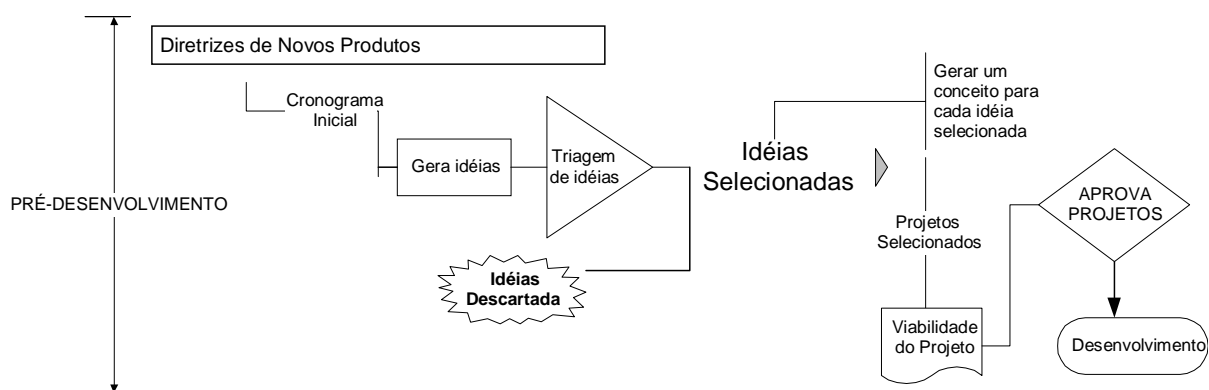 Diretrizes de Novos Produtos
Cronograma
Inicial
Gera idéias
Triagem
de idéias
Idéias
Descartada
Idéias
Selecionadas
Gerar um
conceito para
cada idéia
selecionada
Projetos
Selecionados
Viabilidade
do Projeto
APROVA
PROJETOS
Desenvolvimento
PRÉ-DESENVOLVIMENTO